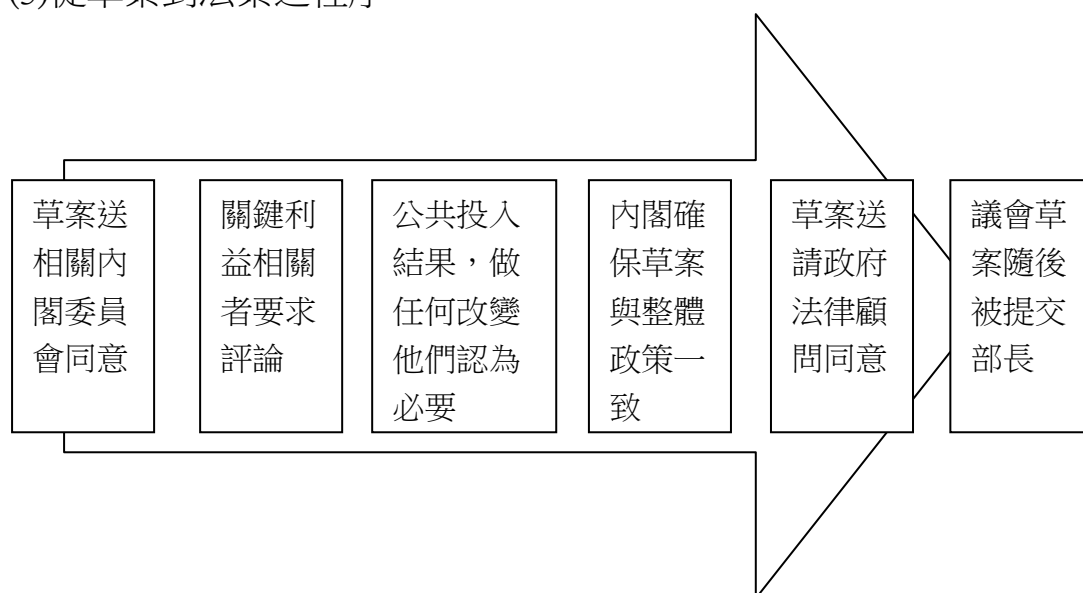 草案送
相關內
閣委員
會同意
關鍵利
益相關
者要求
評論
公共投入
結果，做
任何改變
他們認為
必要
內閣確
保草案
與整體
政策一
致
草案送
請政府
法律顧
問同意
議會草
案隨後
被提交
部長